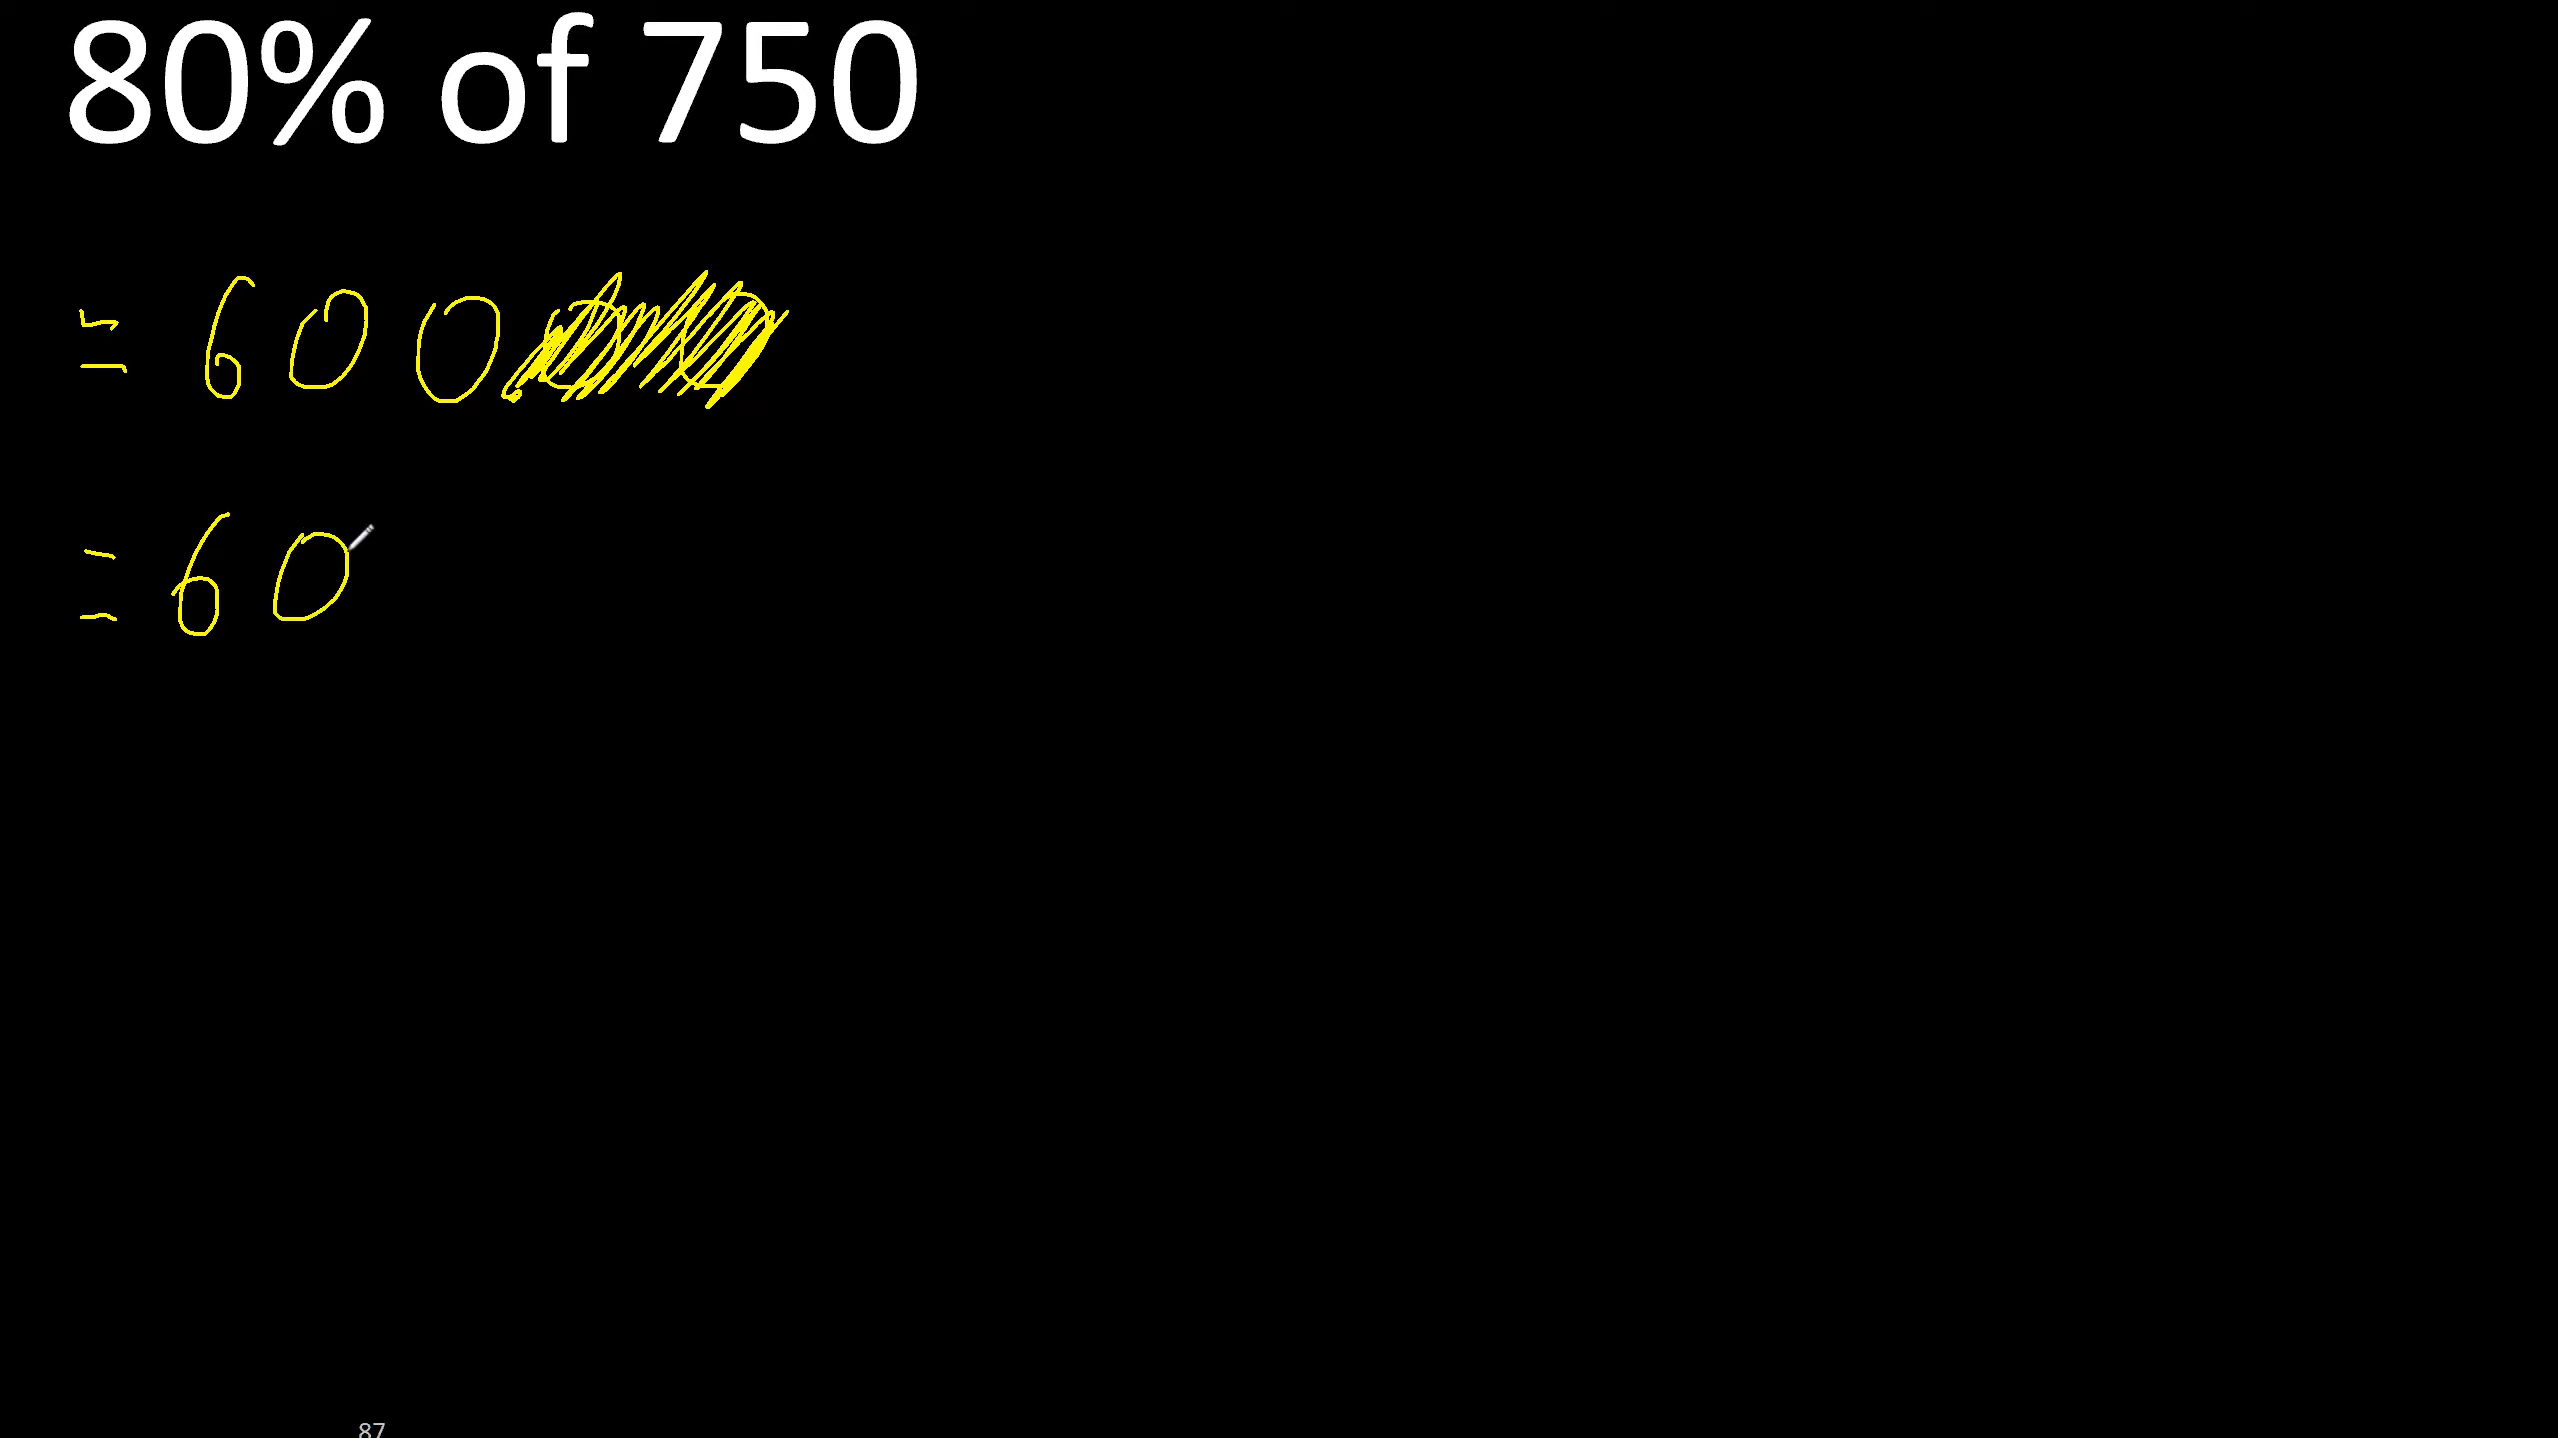 80% of 750
= 600.
= 60
87